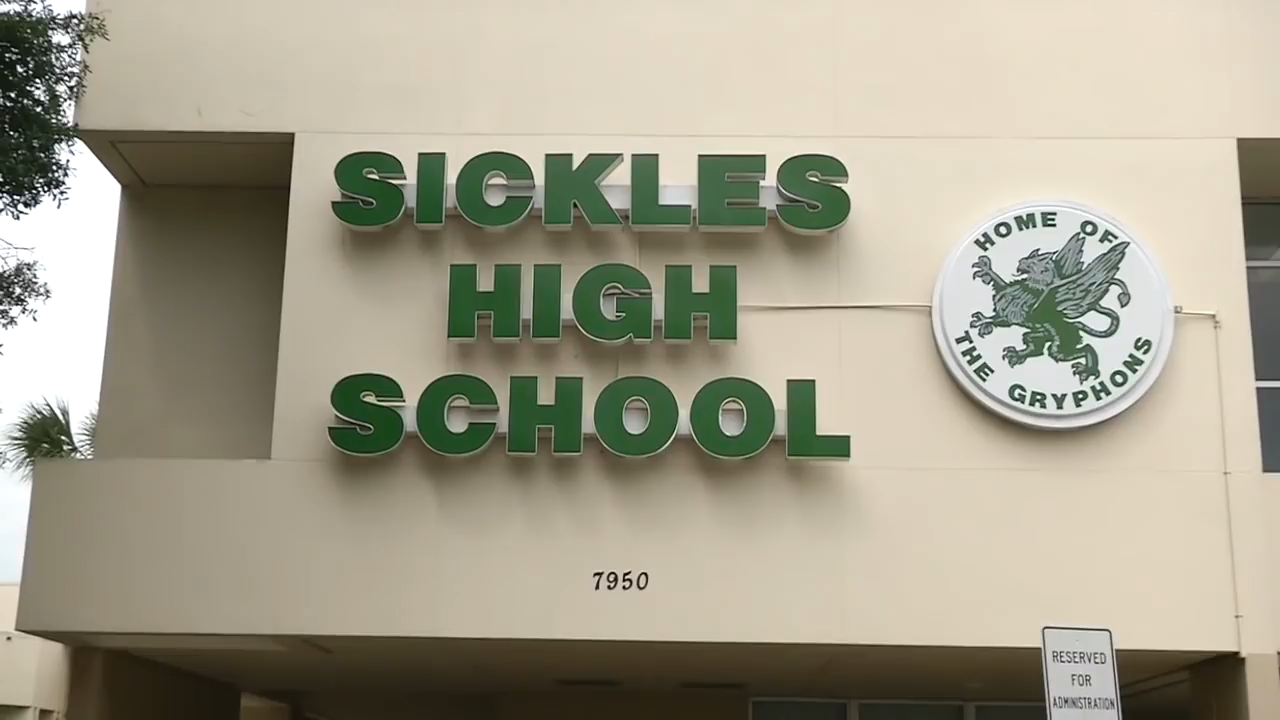 SICKLES
HIGH
SCHOOL
HOME OF
THE GRYPHONS
7950
RESERVED
FOR
ADMINISTRATION